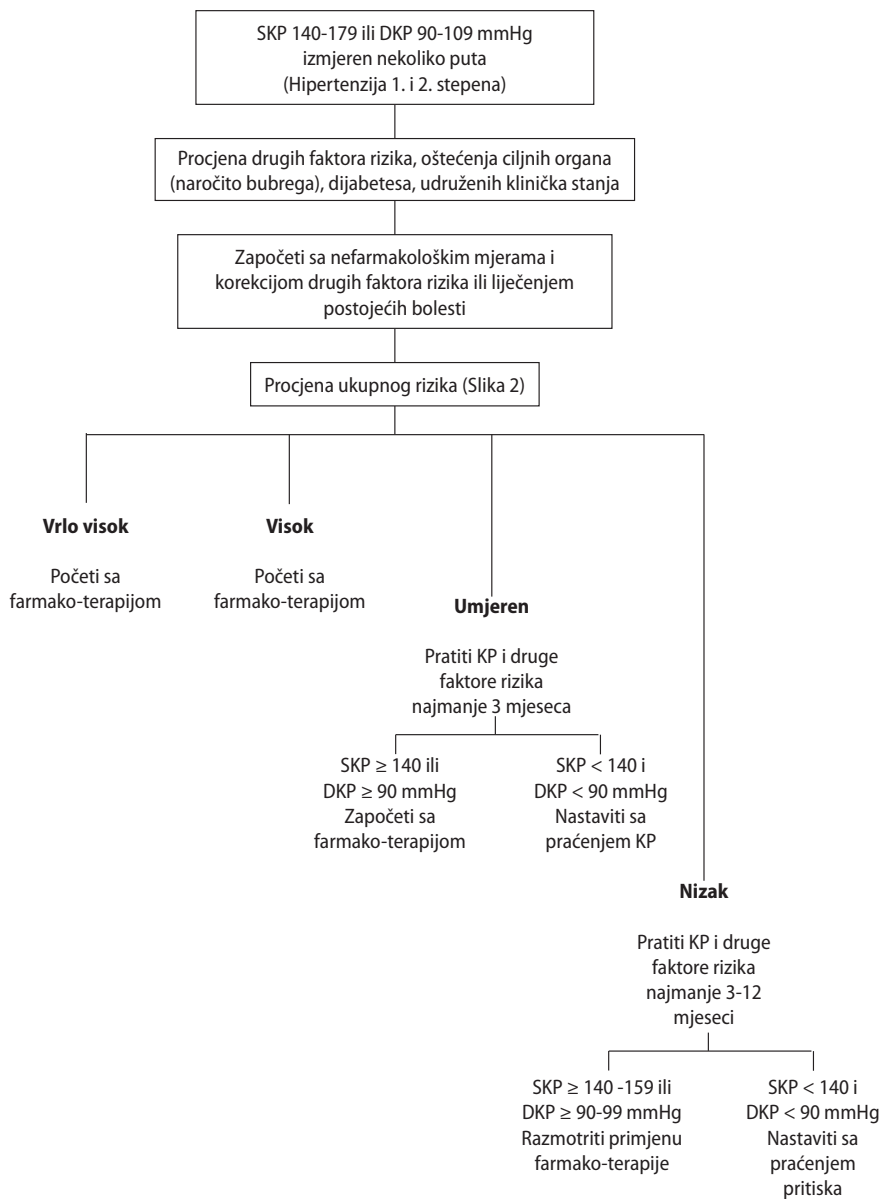 SKP 140-179 ili DKP 90-109 mmHg
izmjeren nekoliko puta
(Hipertenzija 1. i 2. stepena)
Procjena drugih faktora rizika, oštećenja ciljnih organa
(naročito bubrega), dijabetesa, udruženih klinička stanja
Započeti sa nefarmakološkim mjerama i
korekcijom drugih faktora rizika ili liječenjem
postojećih bolesti
Procjena ukupnog rizika (Slika 2)
Vrlo visok
Početi sa
farmako-terapijom
Visok
Početi sa
farmako-terapijom
Umjeren
Pratiti KP i druge
faktore rizika
najmanje 3 mjeseca
SKP ≥ 140 ili
DKP ≥ 90 mmHg
Započeti sa
farmako-terapijom
SKP < 140 i
DKP < 90 mmHg
Nastaviti sa
praćenjem KP
Nizak
Pratiti KP i druge
faktore rizika
najmanje 3-12
mjeseci
SKP ≥ 140 -159 ili
DKP ≥ 90-99 mmHg
Razmotriti primjenu
farmako-terapije
SKP < 140 i
DKP < 90 mmHg
Nastaviti sa
praćenjem
pritiska